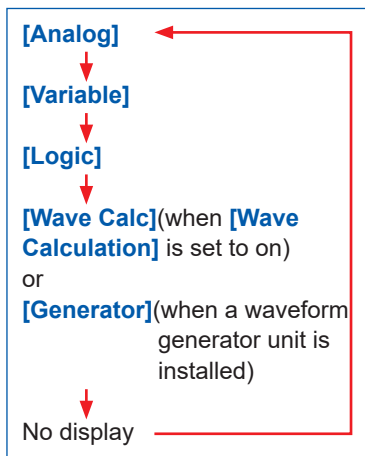 [Analog]
[Variable]
[Logic]
[Wave Calc](when [Wave
Calculation] is set to on)
or
[Generator](when a waveform
generator unit is
installed)
No display